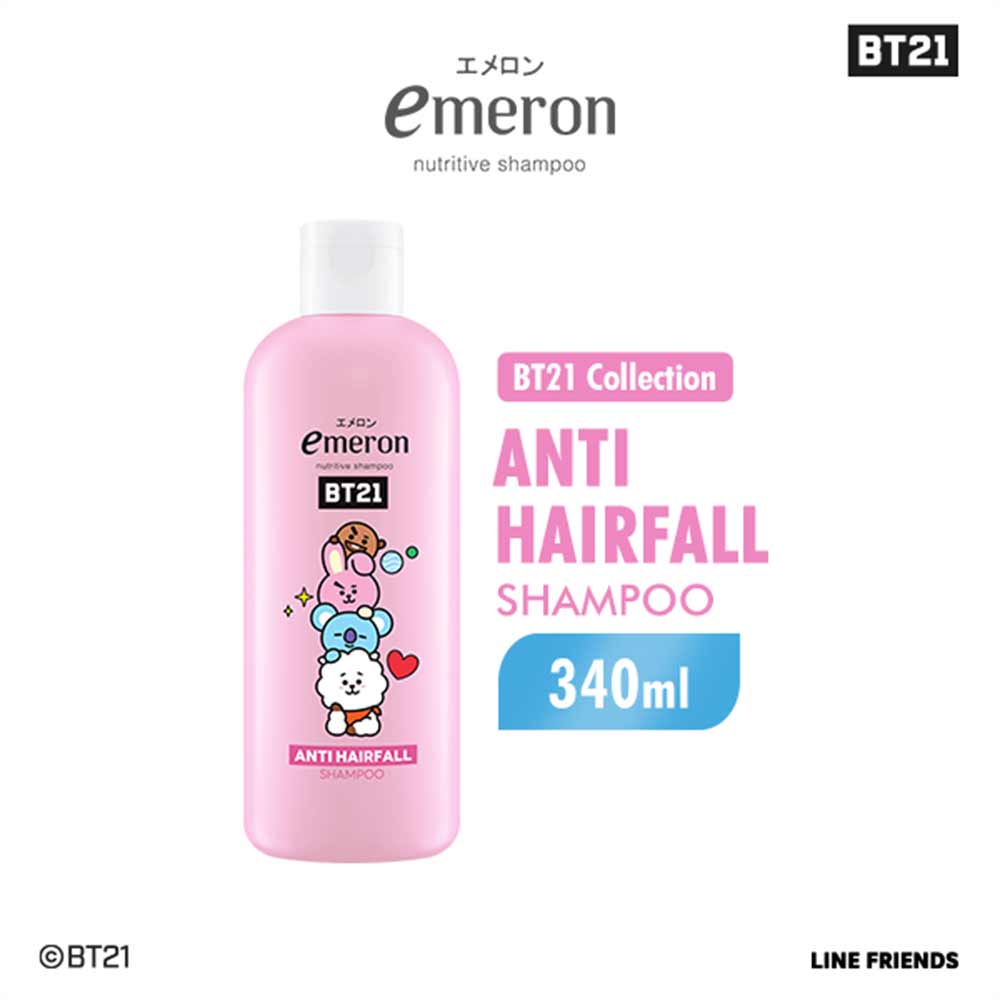 BT21
エメロン
emeron
nutritive shampoo
エメロン
emeron
nutritive shampoo
BT21
ANTI HAIRFALL
SHAMPOO
BT21 Collection
ANTI
HAIRFALL
SHAMPOO
340ml
©BT21
LINE FRIENDS